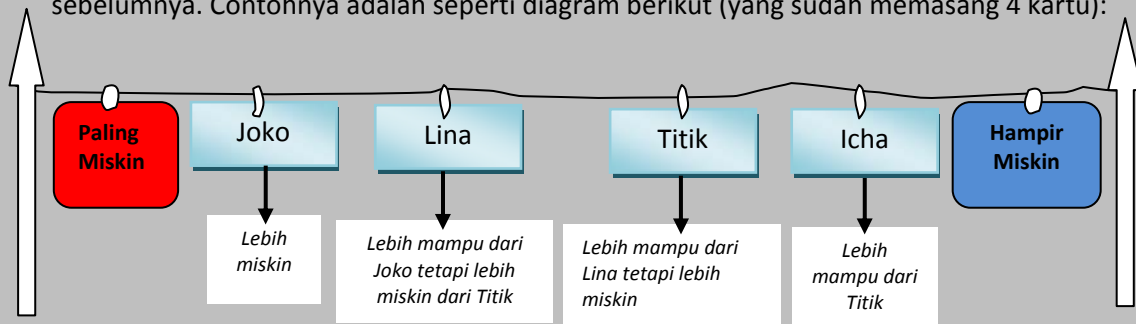 sebelumnya. Contohnya adalah seperti diagram berikut (yang sudah memasang 4 kartu):
Paling
Miskin
Joko
Lina
Titik
Icha
Hampir
Miskin
Lebih
miskin
Lebih mampu dari
Joko tetapi lebih
miskin dari Titik
Lebih mampu dari
Lina tetapi lebih
miskin
Lebih
mampu dari
Titik